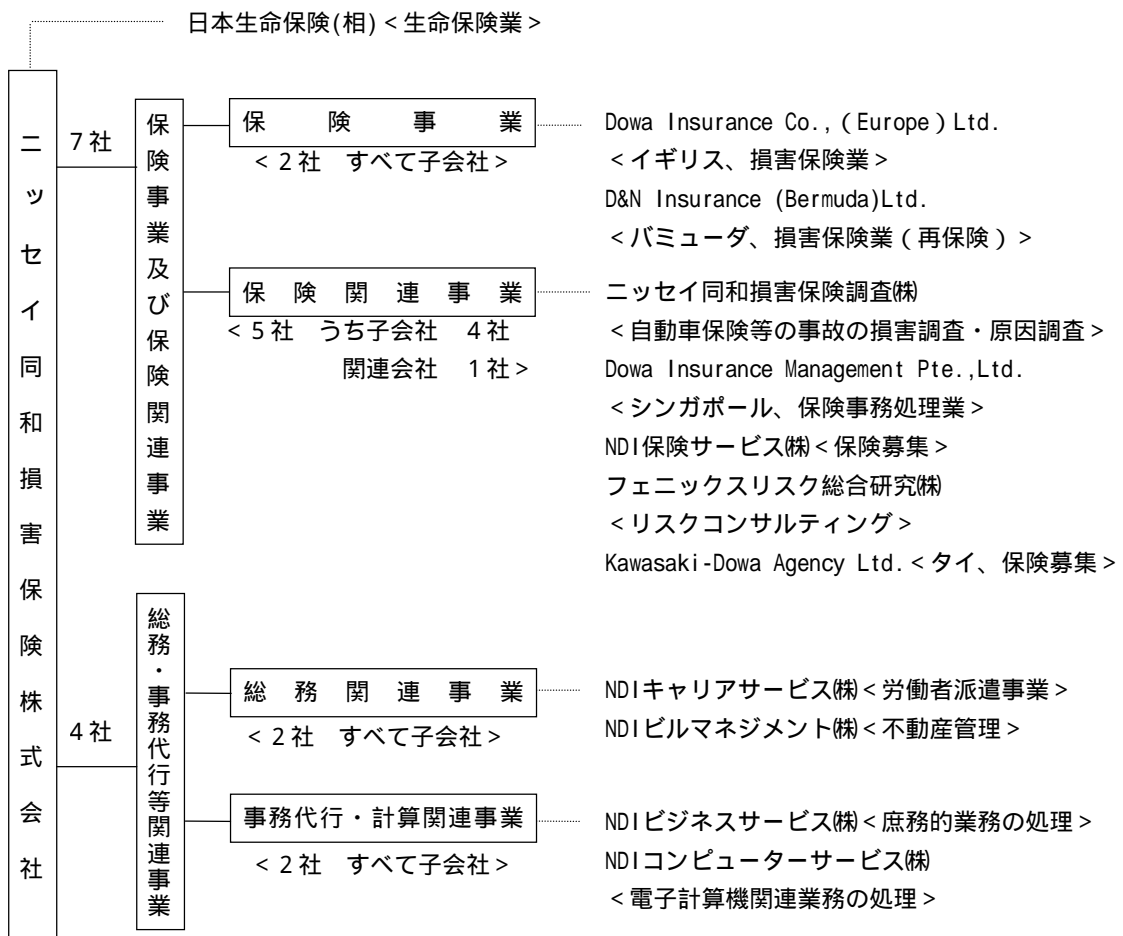 日本生命保険(相)<生命保険業>
ニッセイ同和損害保険株式会社
7社
保険事業及び保険関連事業
保険事業
<2社 すべて子会社>
Dowa Insurance Co.,(Europe)Ltd.
<イギリス、損害保険業>
D&N Insurance (Bermuda)Ltd.
<バミューダ、損害保険業(再保険)>
保険関連事業
<5社 うち子会社 4社
関連会社 1社>
ニッセイ同和損害保険調査㈱
<自動車保険等の事故の損害調査・原因調査>
Dowa Insurance Management Pte.,Ltd.
<シンガポール、保険事務処理業>
NDI保険サービス㈱<保険募集>
フェニックスリスク総合研究㈱
<リスクコンサルティング>
Kawasaki-Dowa Agency Ltd.<タイ、保険募集>
4社
総務・事務代行等関連事業
総務関連事業
<2社 すべて子会社>
NDIキャリアサービス㈱<労働者派遣事業>
NDIビルマネジメント㈱<不動産管理>
事務代行・計算関連事業
<2社 すべて子会社>
NDIビジネスサービス㈱<庶務的業務の処理>
NDIコンピューターサービス㈱
<電子計算機関連業務の処理>